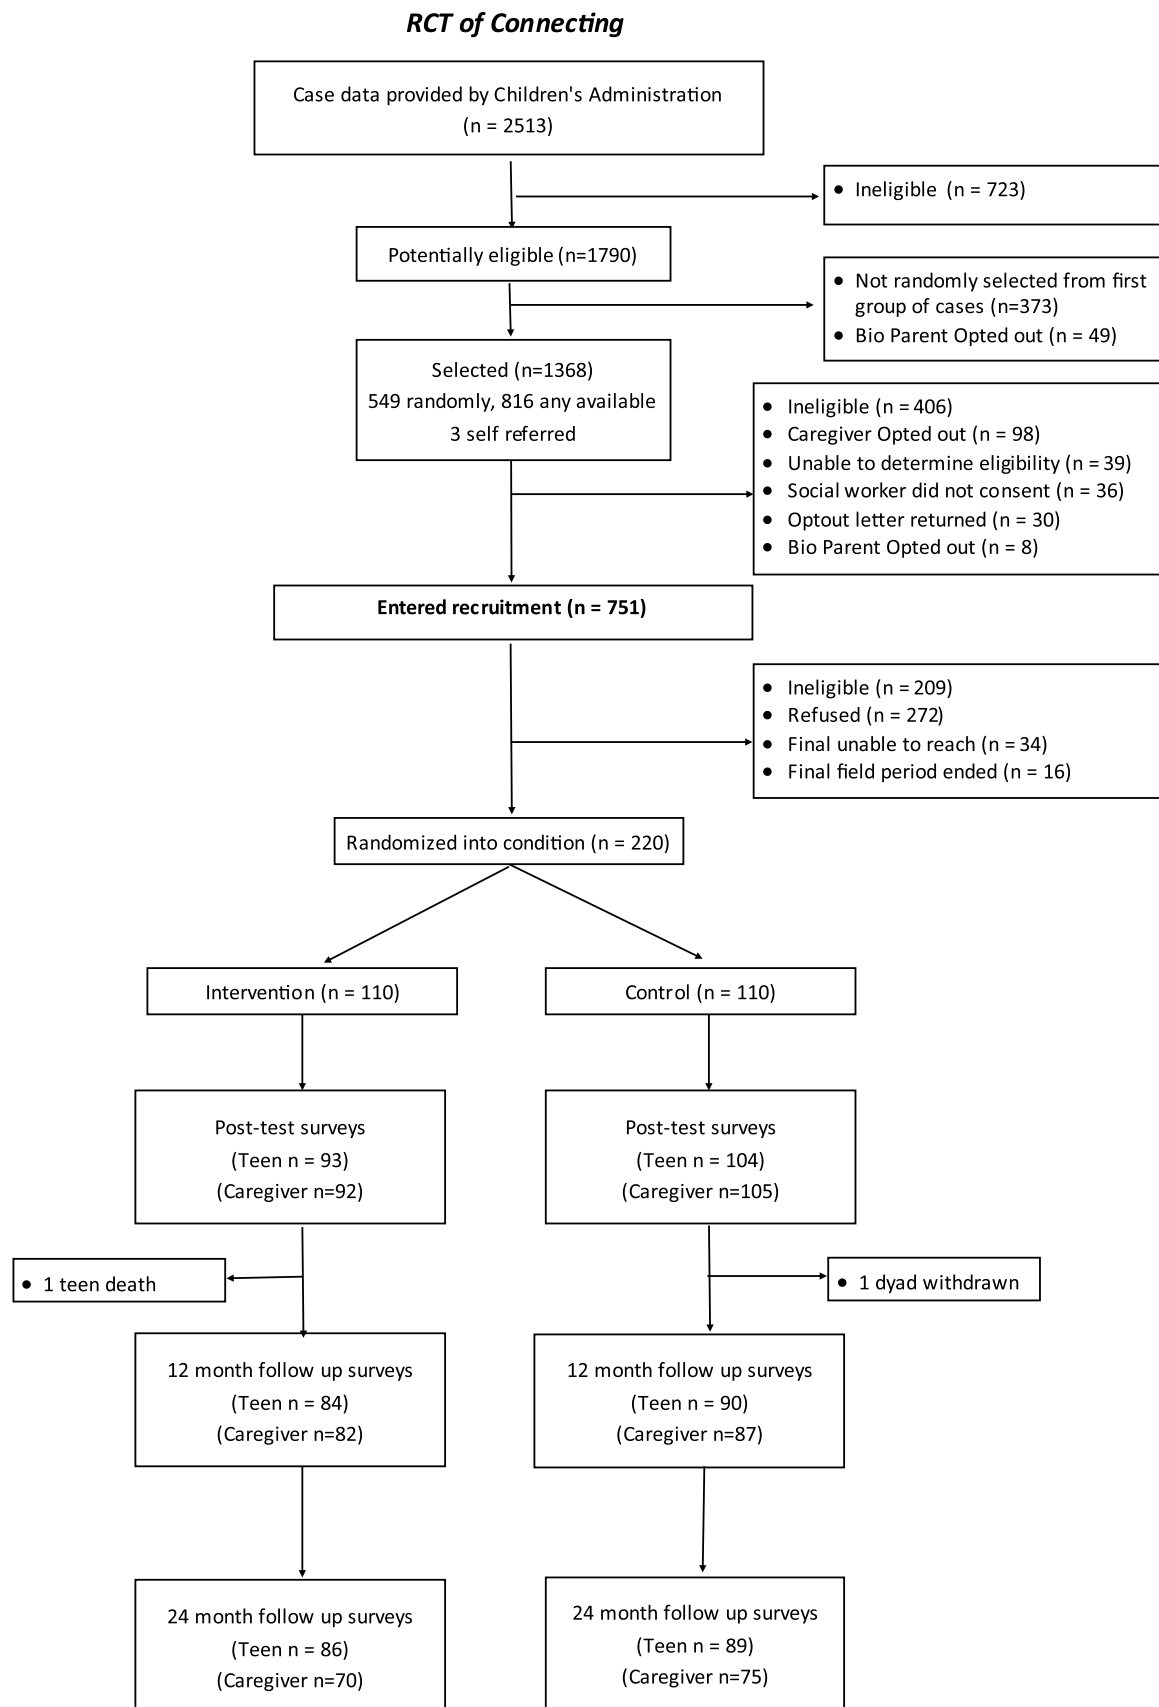 RCT of Connecting
Case data provided by Children's Administration
(n = 2513)
• Ineligible (n = 723)
Potentially eligible (n=1790)
• Not randomly selected from first
group of cases (n=373)
• Bio Parent Opted out (n = 49)
Selected (n=1368)
549 randomly, 816 any available
3 self referred
• Ineligible (n = 406)
• Caregiver Opted out (n = 98)
• Unable to determine eligibility (n = 39)
• Social worker did not consent (n = 36)
• Optout letter returned (n = 30)
• Bio Parent Opted out (n = 8)
Entered recruitment (n = 751)
• Ineligible (n = 209)
• Refused (n = 272)
• Final unable to reach (n = 34)
• Final field period ended (n = 16)
Randomized into condition (n = 220)
Intervention (n = 110)
Control (n = 110)
Post-test surveys
(Teen n = 93)
(Caregiver n=92)
Post-test surveys
(Teen n = 104)
(Caregiver n=105)
• 1 teen death
• 1 dyad withdrawn
12 month follow up surveys
(Teen n = 84)
(Caregiver n=82)
12 month follow up surveys
(Teen n = 90)
(Caregiver n=87)
24 month follow up surveys
(Teen n = 86)
(Caregiver n=70)
24 month follow up surveys
(Teen n = 89)
(Caregiver n=75)